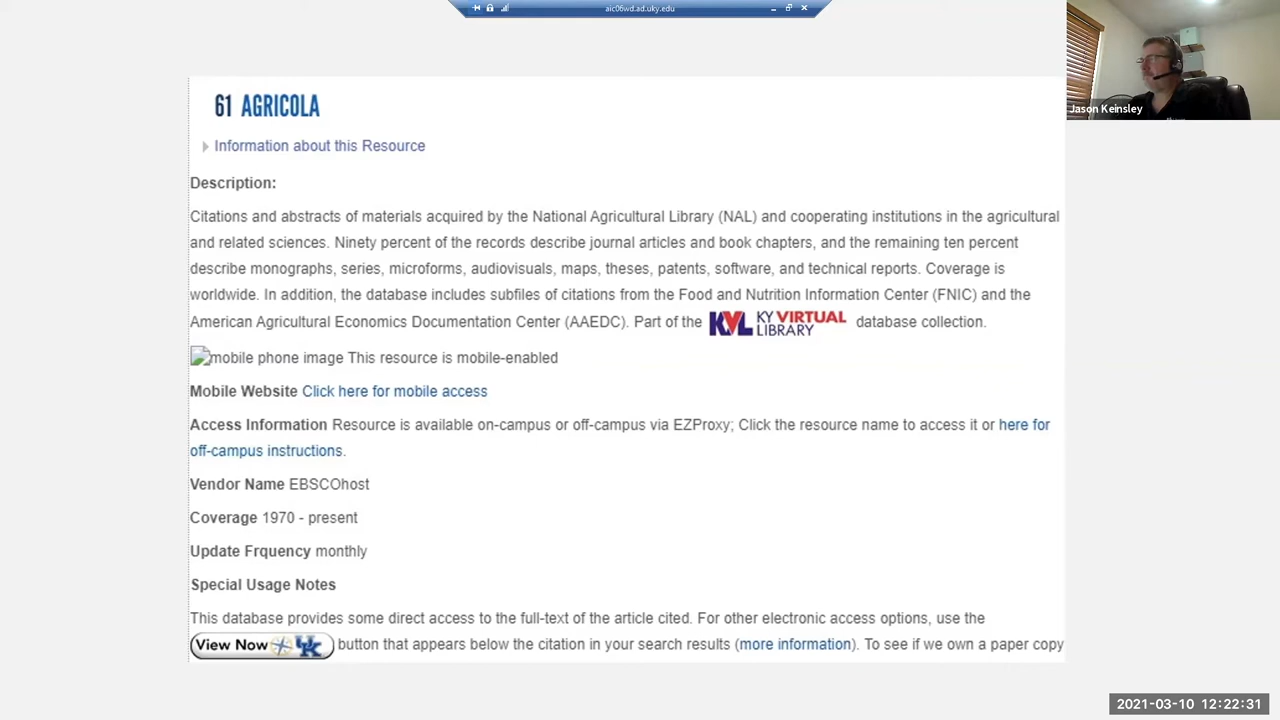 aic06wd.ad.uky.edu
Jason Keinsley
61 AGRICOLA
Information about this Resource
Description:
Citations and abstracts of materials acquired by the National Agricultural Library (NAL) and cooperating institutions in the agricultural
and related sciences. Ninety percent of the records describe journal articles and book chapters, and the remaining ten percent
describe monographs, series, microforms, audiovisuals, maps, theses, patents, software, and technical reports. Coverage is
worldwide. In addition, the database includes subfiles of citations from the Food and Nutrition Information Center (FNIC) and the
American Agricultural Economics Documentation Center (AAEDC). Part of the KVL KY VIRTUAL LIBRARY database collection.
mobile phone image This resource is mobile-enabled
Mobile Website Click here for mobile access
Access Information Resource is available on-campus or off-campus via EZProxy; Click the resource name to access it or here for
off-campus instructions.
Vendor Name EBSCOhost
Coverage 1970 - present
Update Frquency monthly
Special Usage Notes
This database provides some direct access to the full-text of the article cited. For other electronic access options, use the
View Now UK button that appears below the citation in your search results (more information). To see if we own a paper copy
2021-03-10 12:22:31